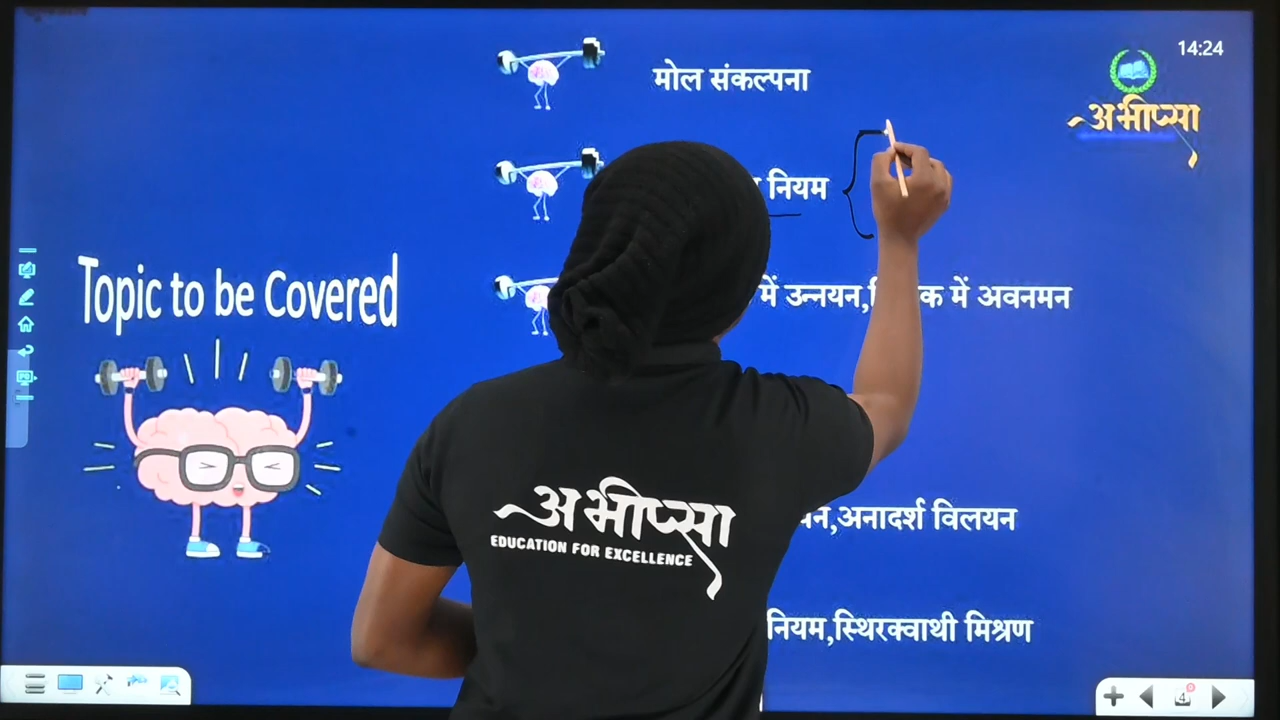 14:24
मोल संकल्पना
अभीप्सा
नियम
में उन्नयन, में अवनमन
Topic to be Covered
अभीप्सा
EDUCATION FOR EXCELLENCE
अनादर्श विलयन
नियम,स्थिरक्वाथी मिश्रण
4